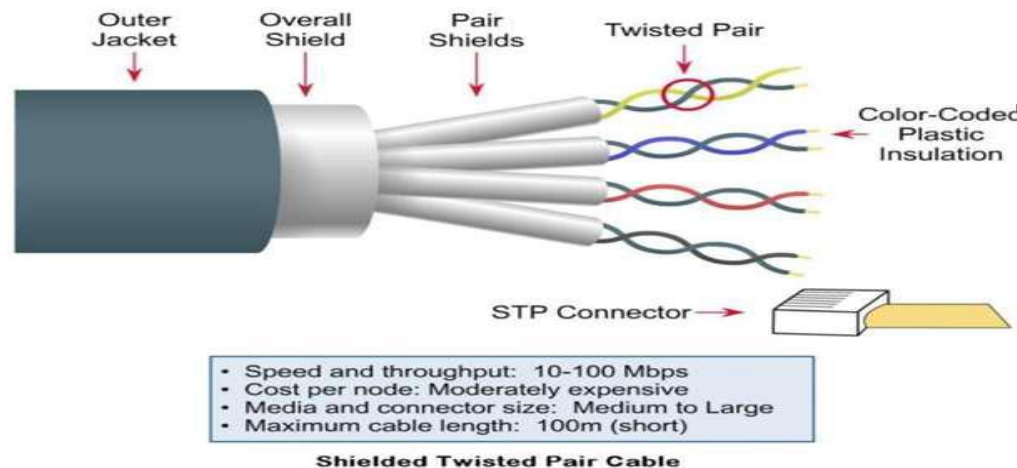 Outer
Jacket
Overall
Shield
Pair
Shields
Twisted Pair
Color-Coded
Plastic
Insulation
STP Connector
• Speed and throughput: 10-100 Mbps
• Cost per node: Moderately expensive
• Media and connector size: Medium to Large
• Maximum cable length: 100m (short)
Shielded Twisted Pair Cable